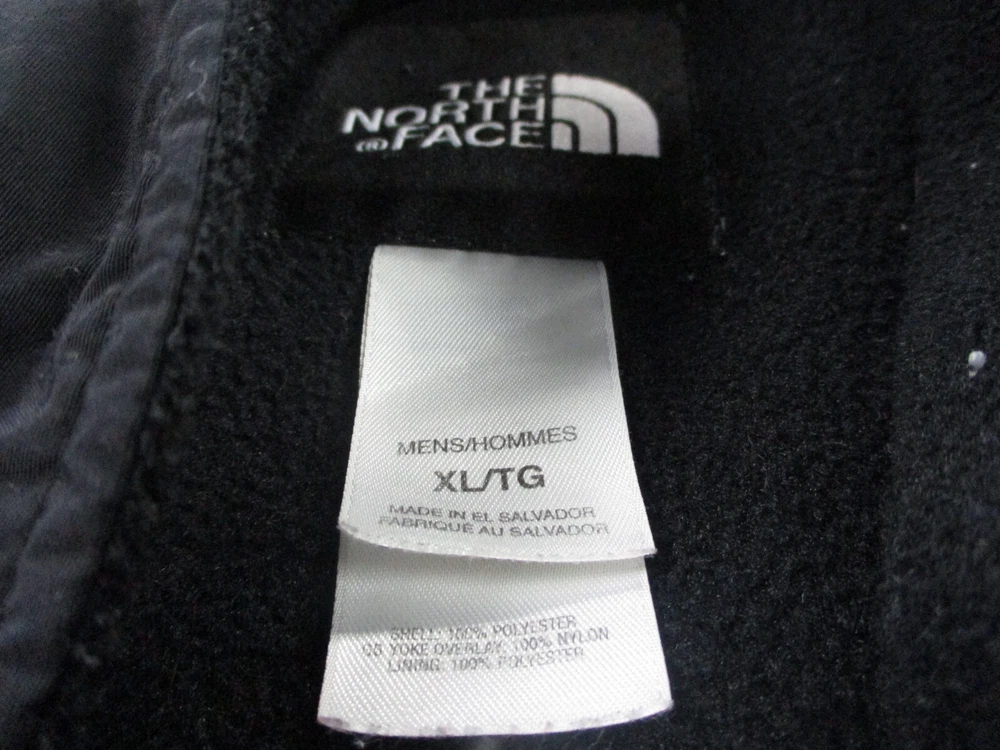 THE
NORTH
® FACE
MENS/HOMMES
XL/TG
MADE IN EL SALVADOR
FABRIQUÉ AU SALVADOR
SHELL: 100% POLYESTER
YOKE OVERLAY: 100% NYLON
LINING: 100% POLYESTER